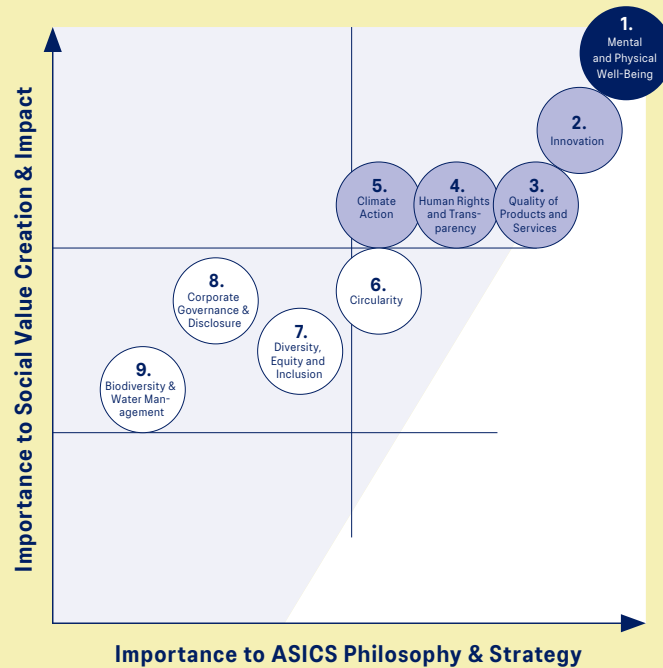 1.
Mental
and Physical
Well-Being
2.
Innovation
3.
Quality of
Products and
Services
4.
Human Rights
and Trans-
parency
5.
Climate
Action
6.
Circularity
7.
Diversity,
Equity and
Inclusion
8.
Corporate
Governance &
Disclosure
9.
Biodiversity &
Water Man-
agement
Importance to Social Value Creation & Impact
Importance to ASICS Philosophy & Strategy